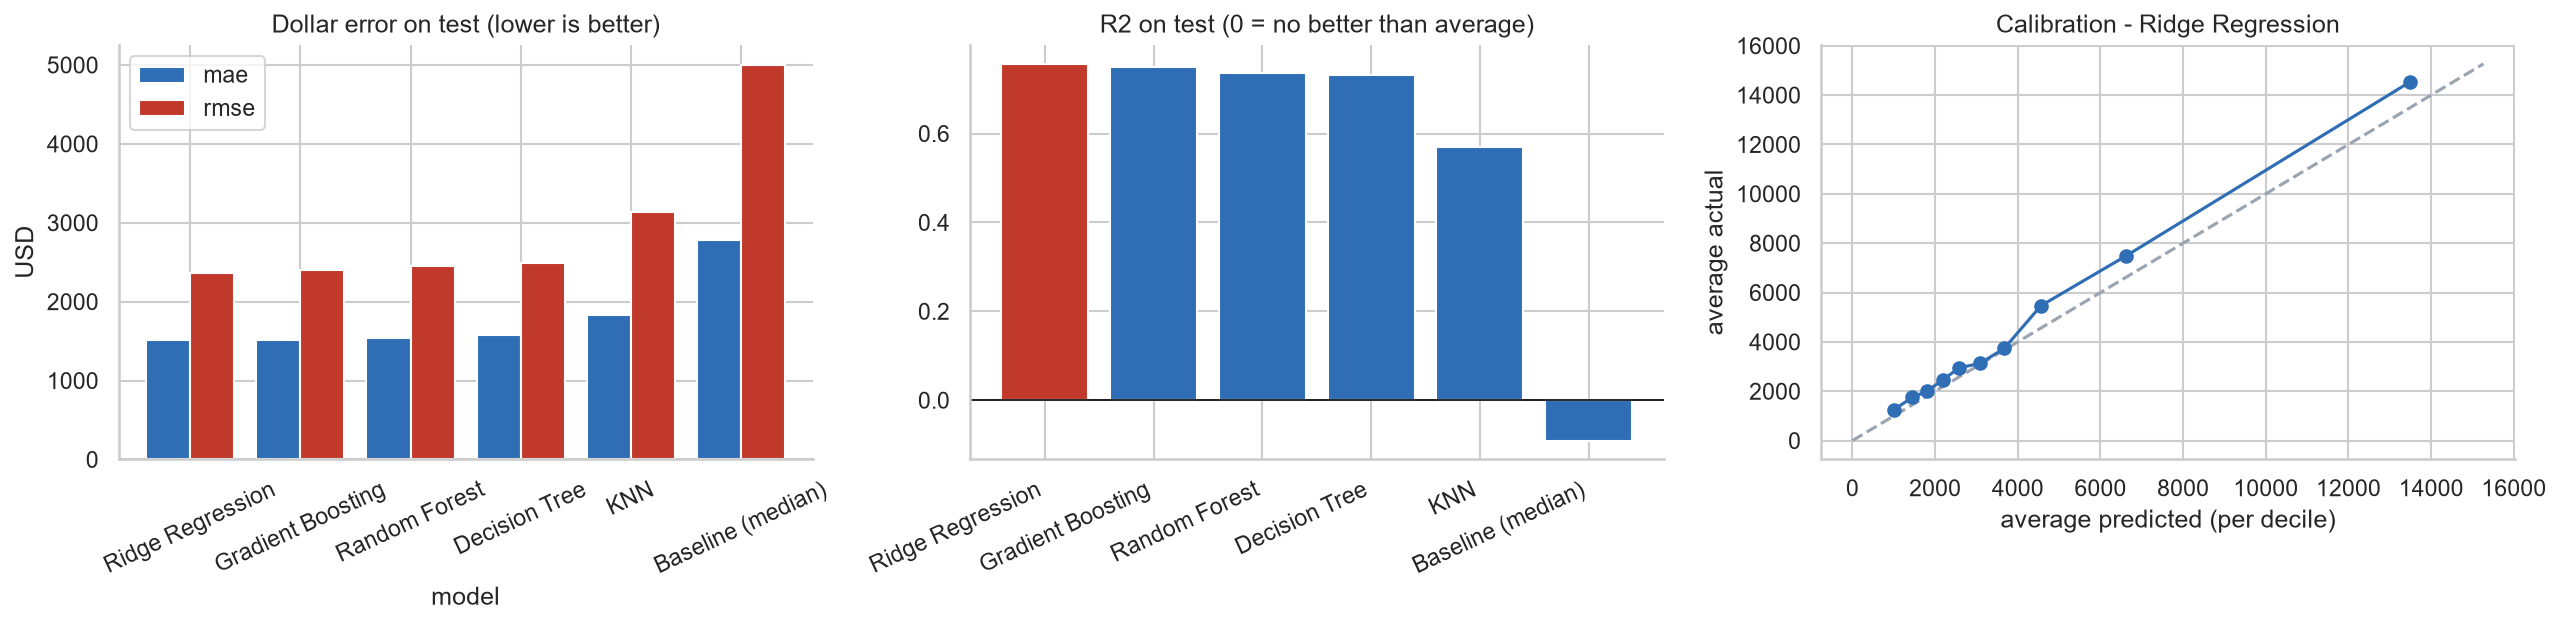 Dollar error on test (lower is better)
mae
rmse
5000
4000
3000
2000
1000
0
USD
Ridge Regression
Gradient Boosting
Random Forest
Decision Tree
KNN
Baseline (median)
model
R2 on test (0 = no better than average)
0.6
0.4
0.2
0.0
Ridge Regression
Gradient Boosting
Random Forest
Decision Tree
KNN
Baseline (median)
Calibration - Ridge Regression
16000
14000
12000
10000
8000
6000
4000
2000
0
average actual
0 2000 4000 6000 8000 10000 12000 14000 16000
average predicted (per decile)